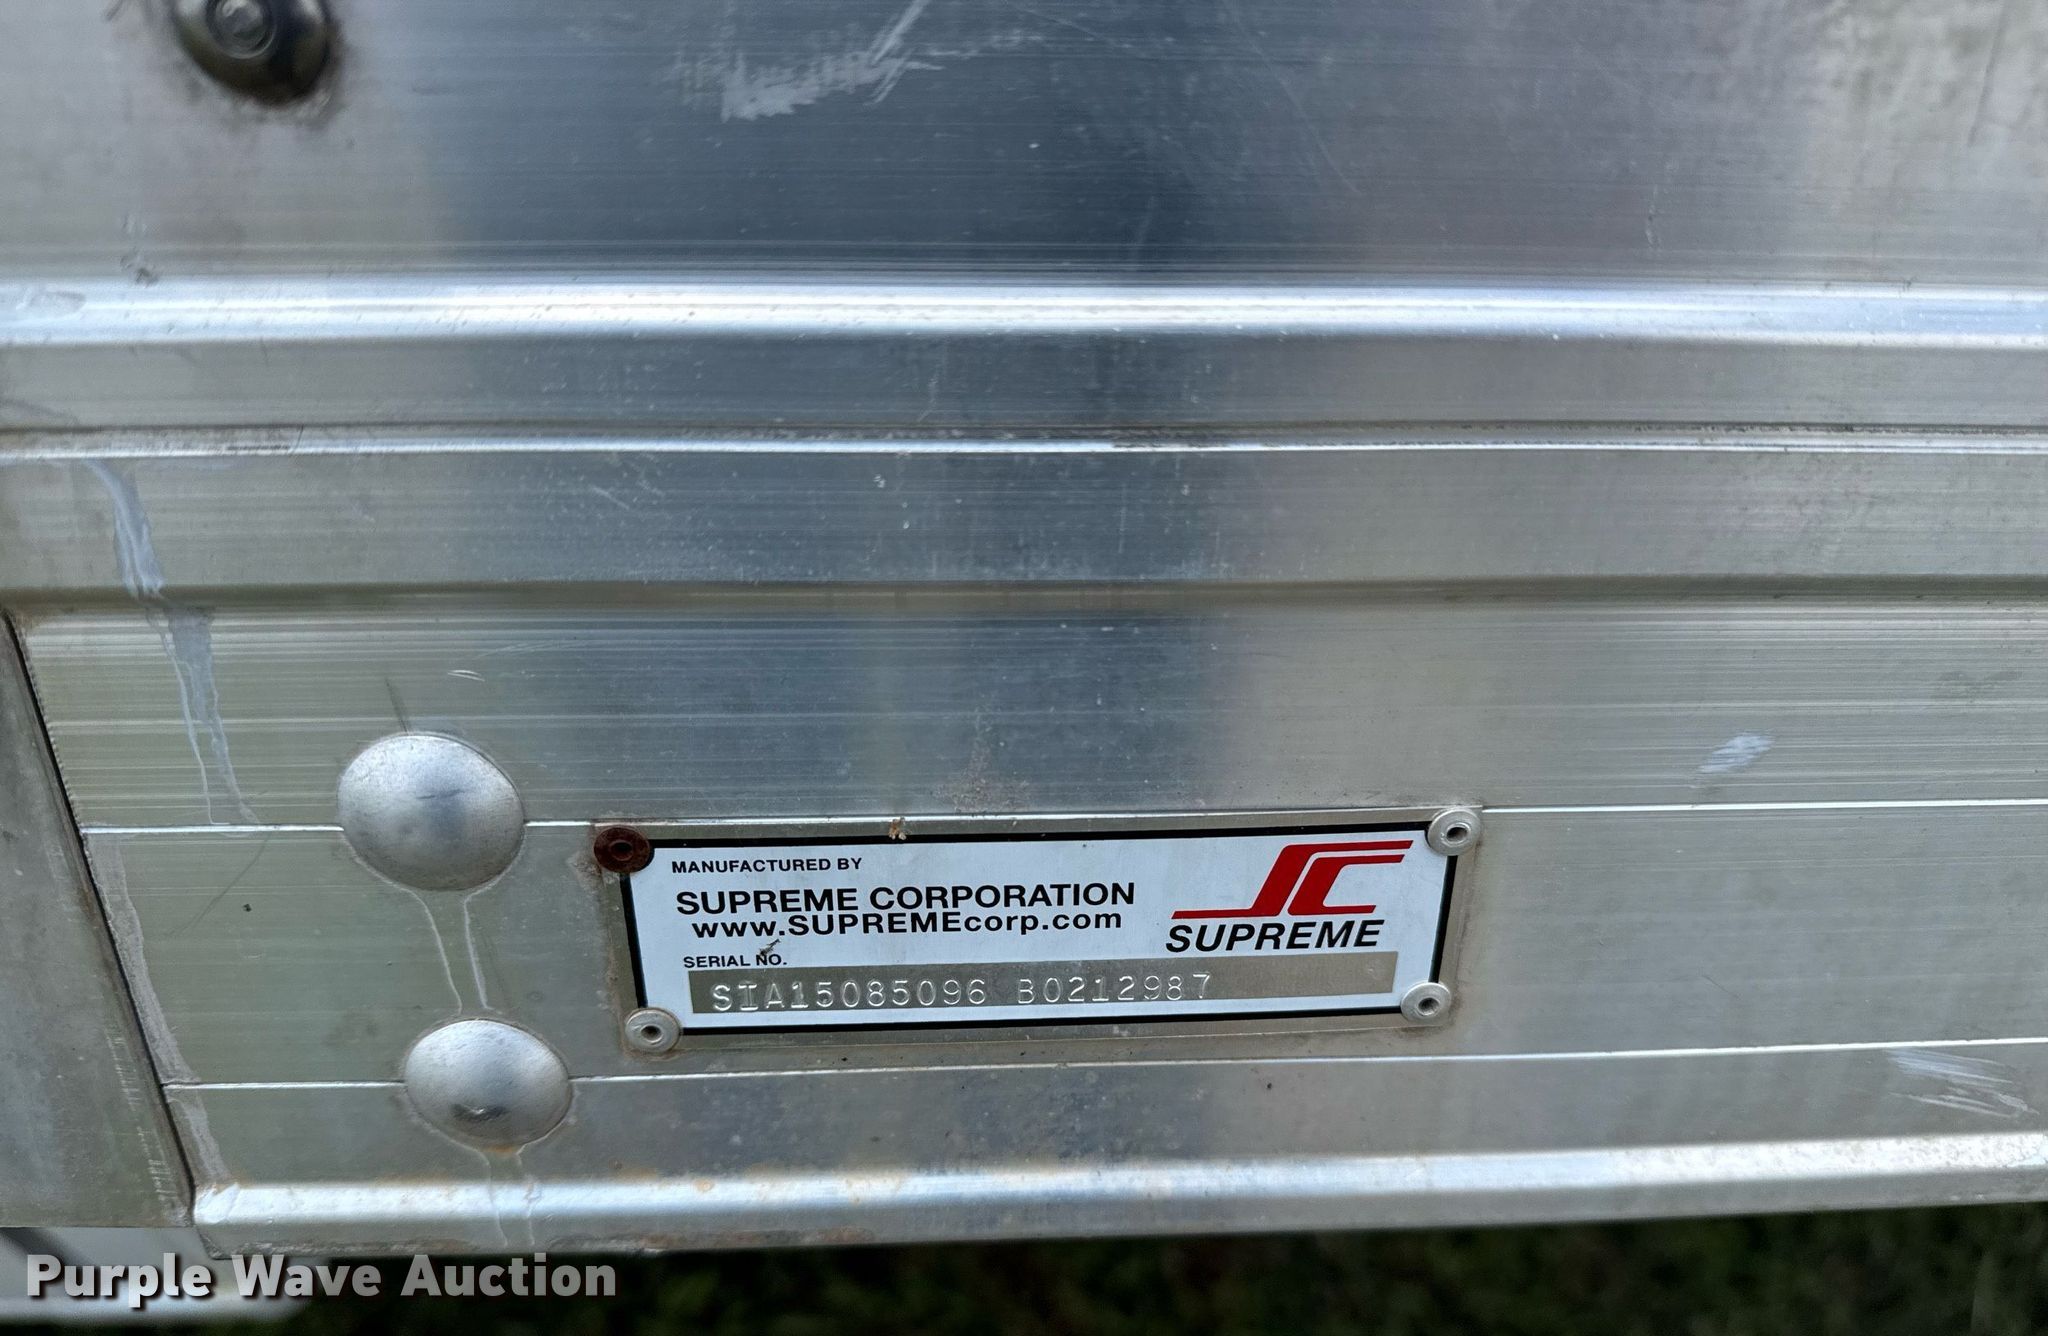 MANUFACTURED BY
SUPREME CORPORATION
www.SUPREMEcorp.com
SUPREME
SERIAL NO.
SIA15085096 B0212987
Purple Wave Auction